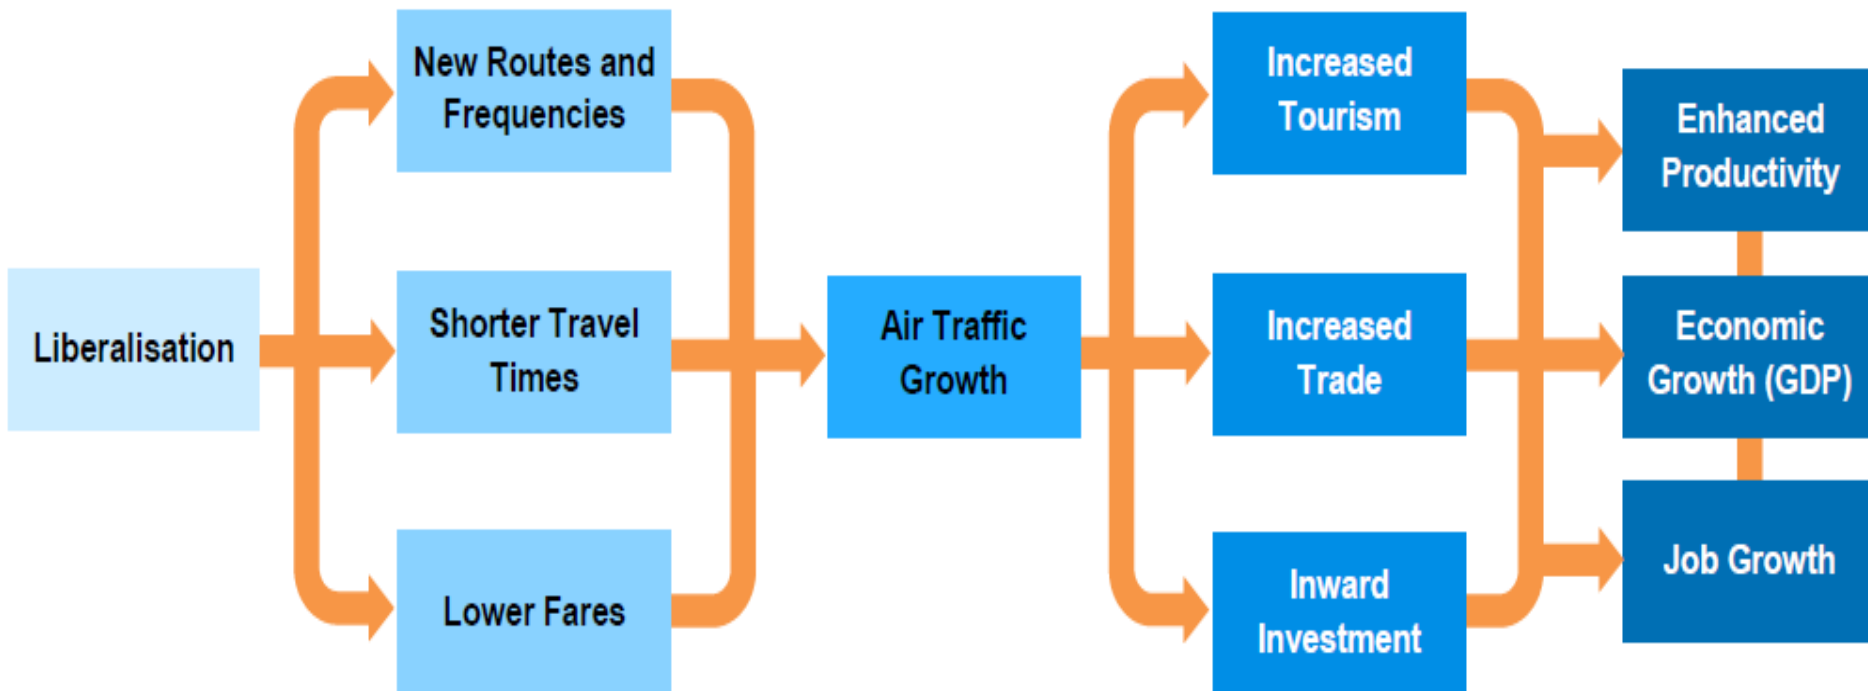 Liberalisation
New Routes and
Frequencies
Shorter Travel
Times
Lower Fares
Air Traffic
Growth
Increased
Tourism
Increased
Trade
Inward
Investment
Enhanced
Productivity
Economic
Growth (GDP)
Job Growth